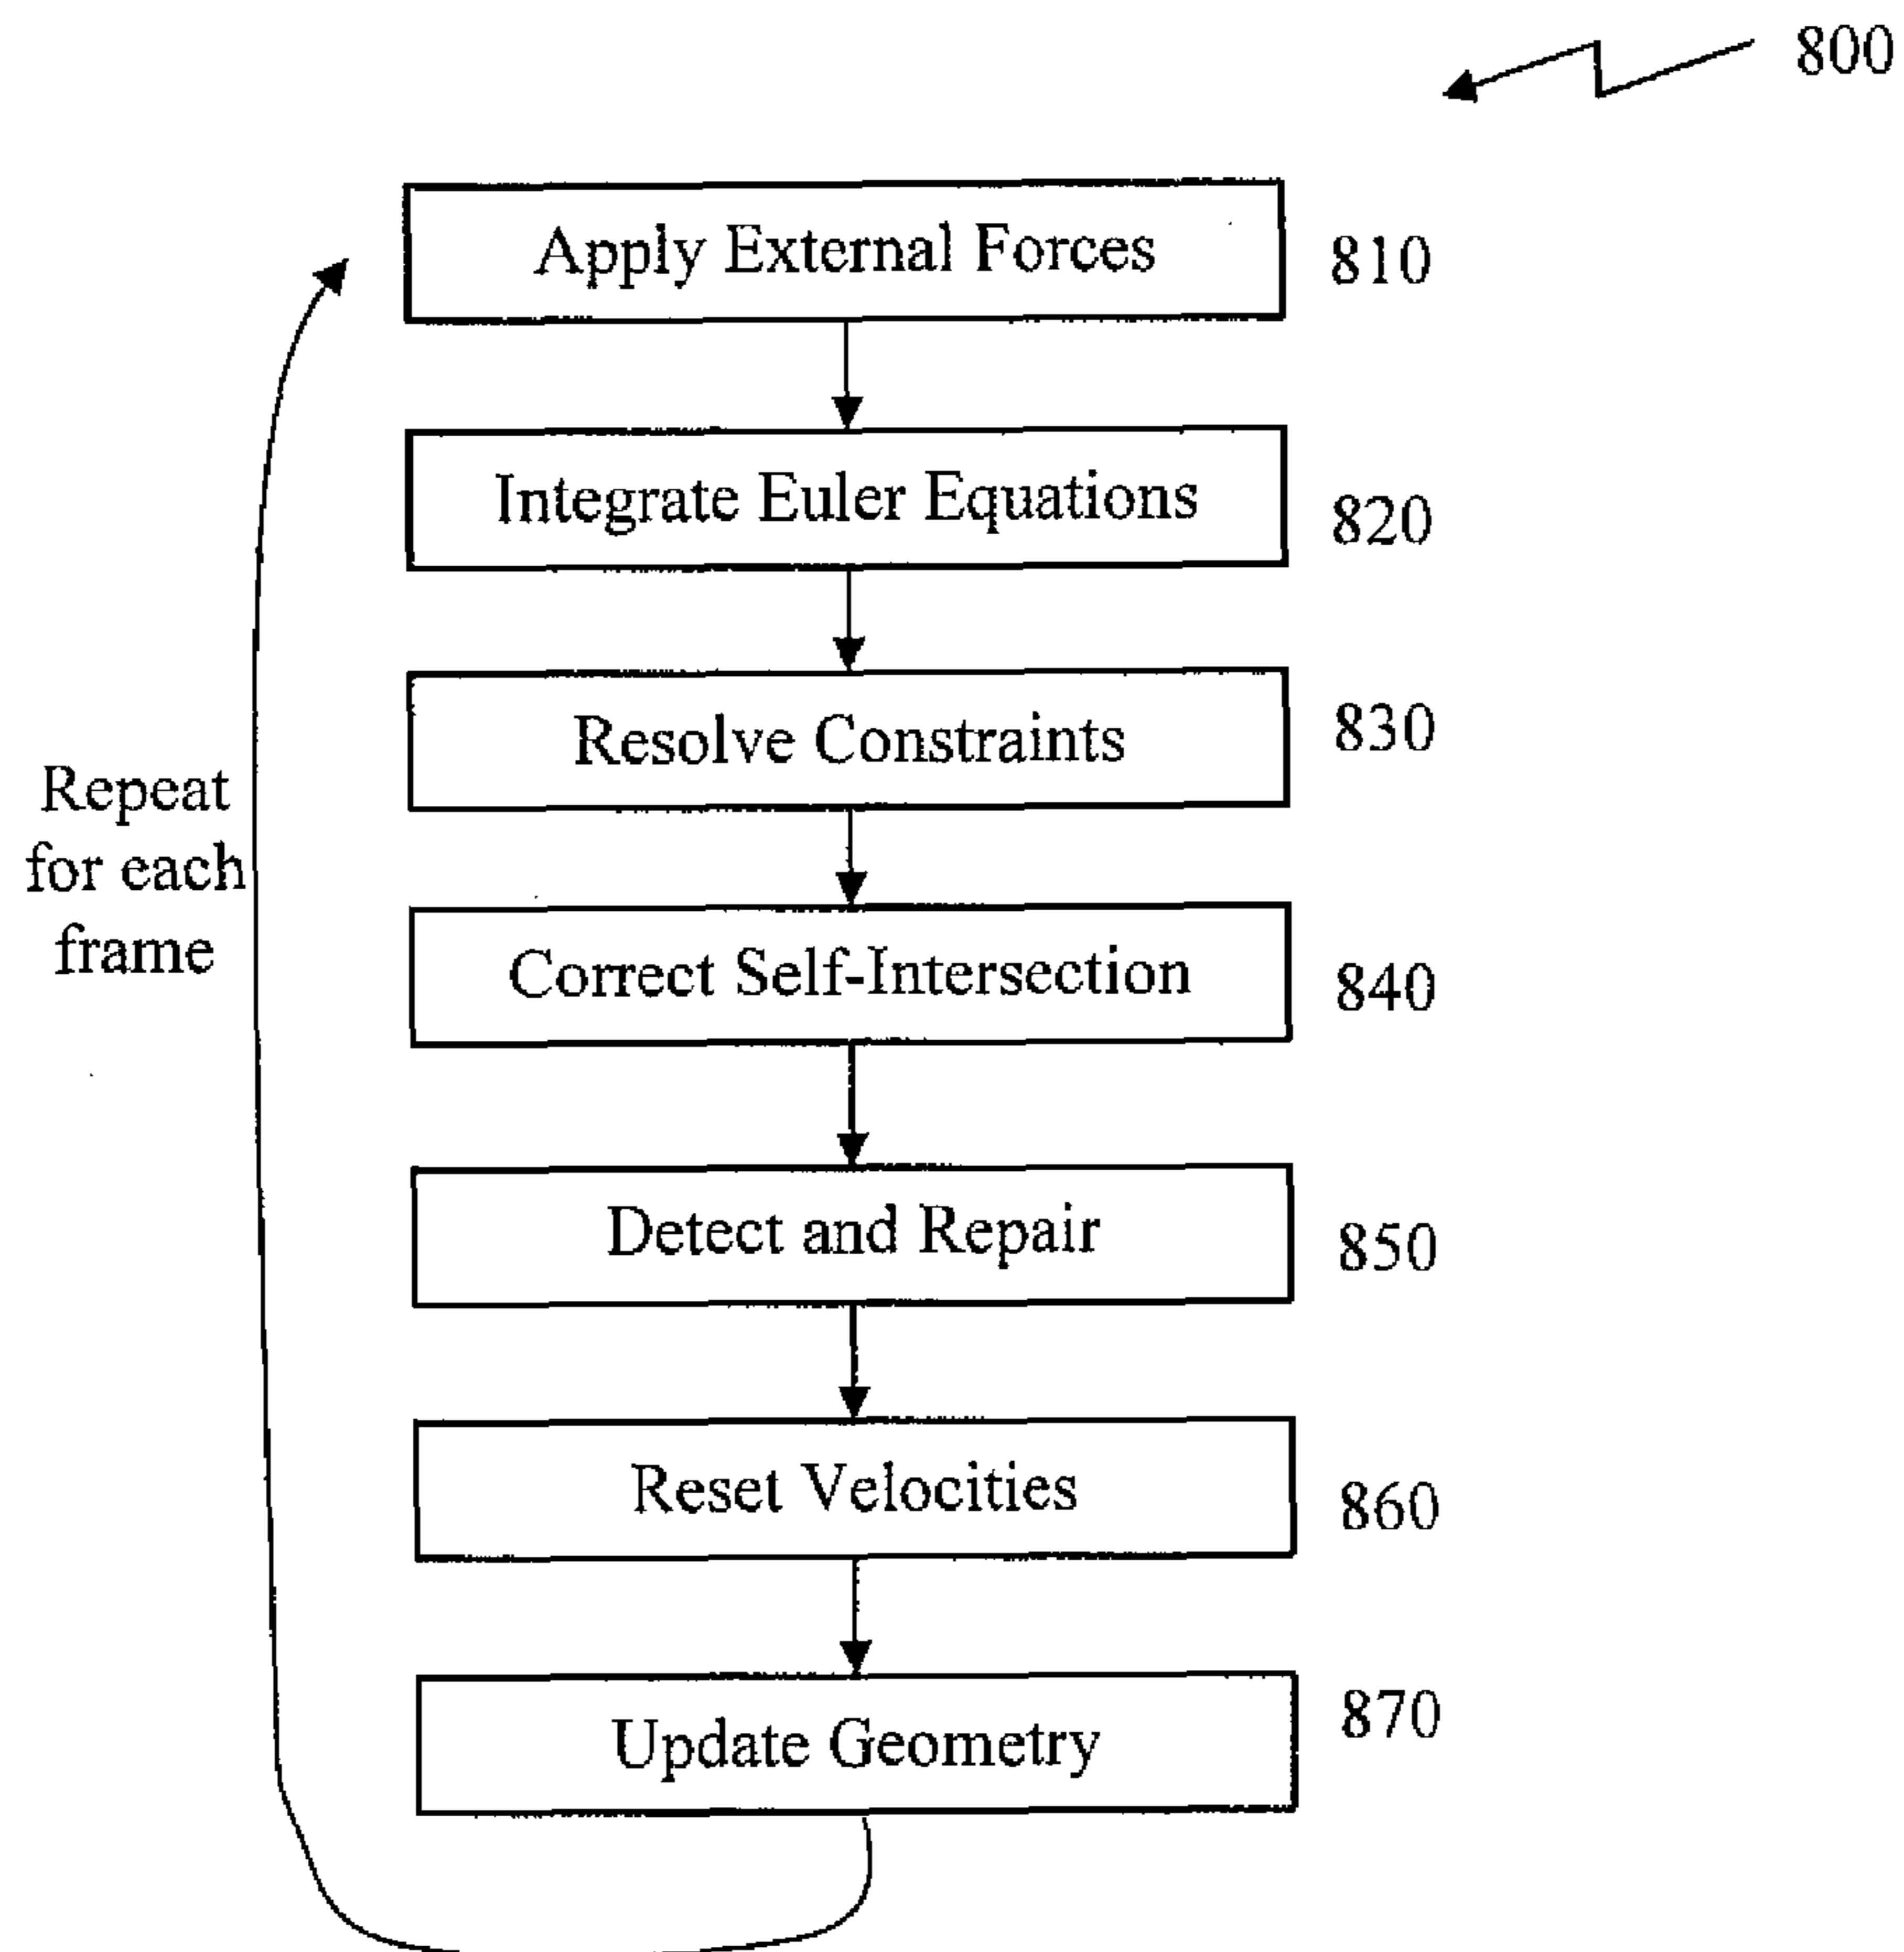 800
Apply External Forces
810
Integrate Euler Equations
820
Resolve Constraints
830
Repeat
for each
frame
Correct Self-Intersection
840
Detect and Repair
850
Reset Velocities
860
Update Geometry
870